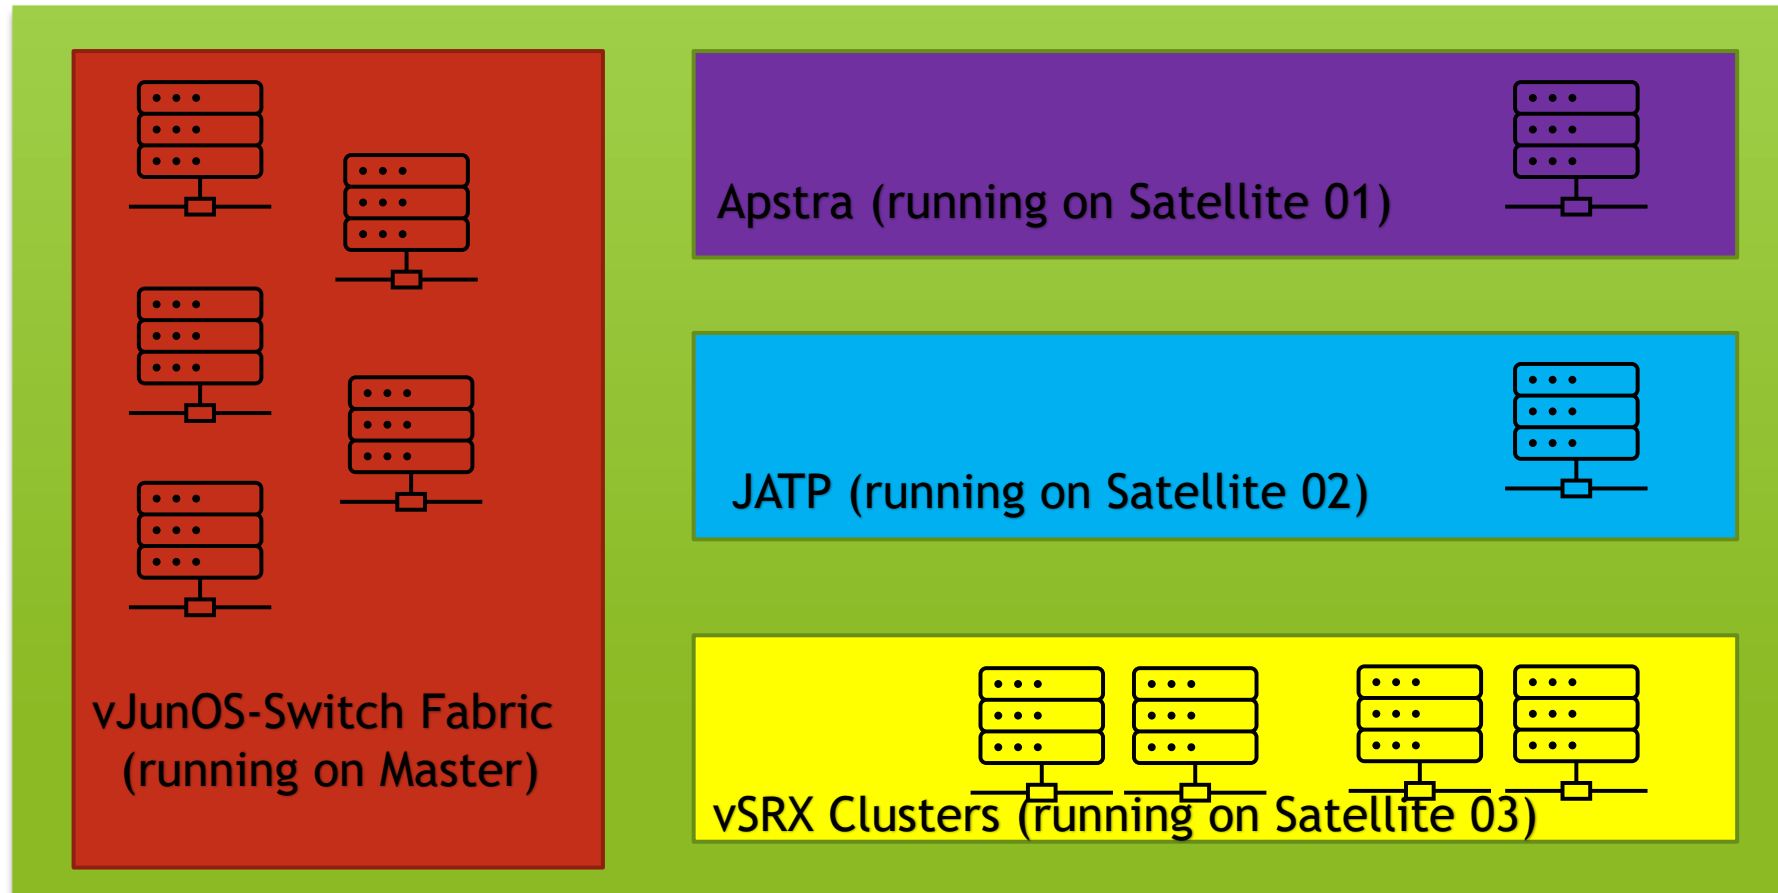 vJunOS-Switch Fabric
(running on Master)
Apstra (running on Satellite 01)
JATP (running on Satellite 02)
vSRX Clusters (running on Satellite 03)